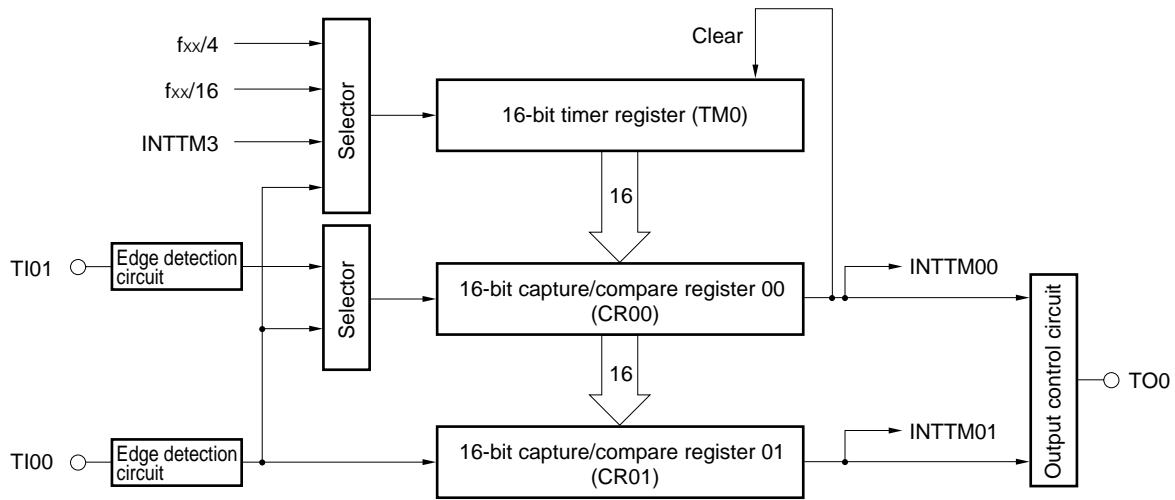 Clear
fxx/4
fxx/16
INTTM3
Selector
16-bit timer register (TM0)
16
TI01
Edge detection
circuit
Selector
16-bit capture/compare register 00
(CR00)
INTTM00
16
Output control circuit
TO0
TI00
Edge detection
circuit
16-bit capture/compare register 01
(CR01)
INTTM01